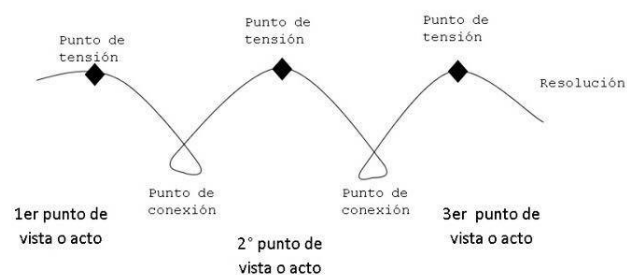 Punto de
tensión
Punto de
tensión
Punto de
tensión
Resolución
Punto de
conexión
Punto de
conexión
1er punto de
vista o acto
2° punto de
vista o acto
3er punto de
vista o acto